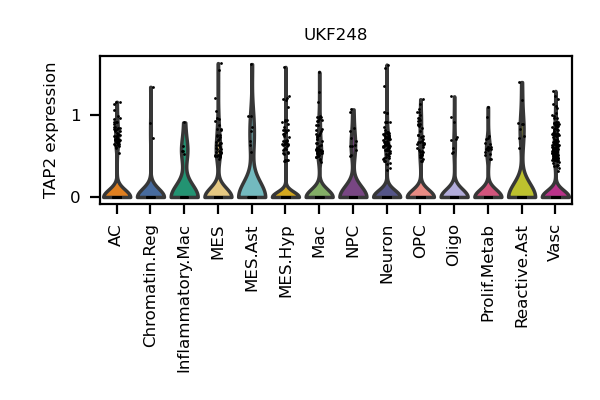 UKF248
TAP2 expression
1
0
AC
Chromatin.Reg
Inflammatory.Mac
MES
MES.Ast
MES.Hyp
Mac
NPC
Neuron
OPC
Oligo
Prolif.Metab
Reactive.Ast
Vasc